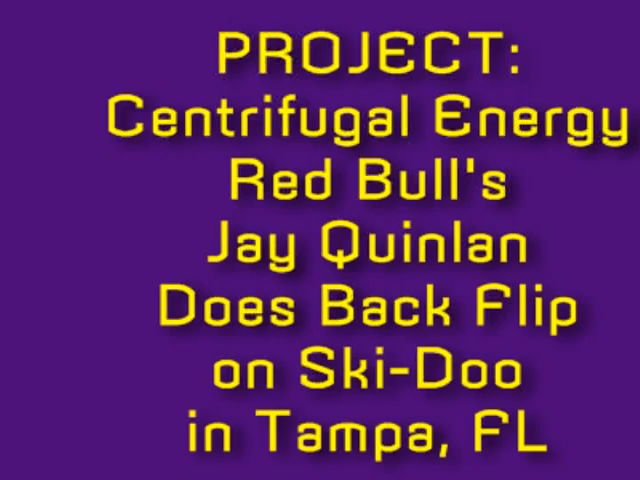 PROJECT:
Centrifugal Energy
Red Bull's
Jay Quinlan
Does Back Flip
on Ski-Doo
in Tampa, FL